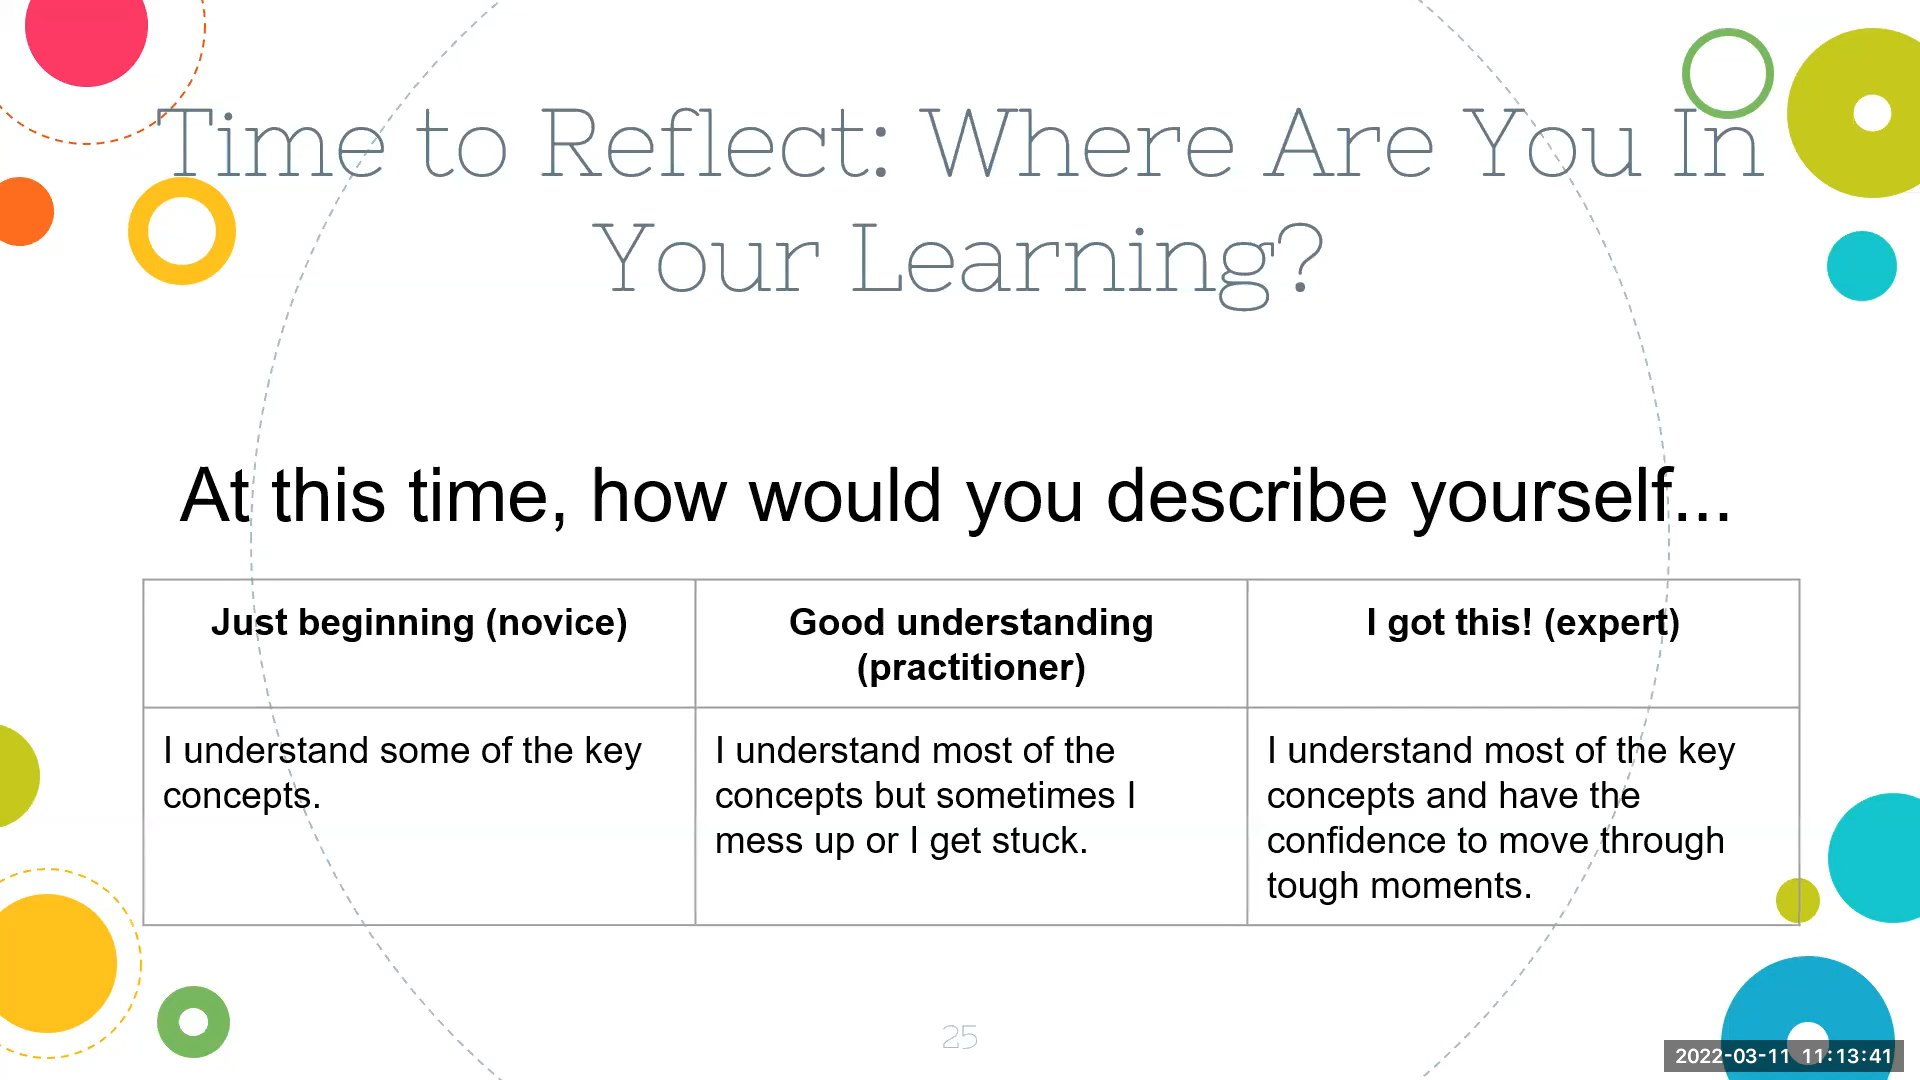 Time to Reflect: Where Are You In
Your Learning?
At this time, how would you describe yourself...
Just beginning (novice)
Good understanding
(practitioner)
I got this! (expert)
I understand some of the key
concepts.
I understand most of the
concepts but sometimes I
mess up or I get stuck.
I understand most of the key
concepts and have the
confidence to move through
tough moments.
25
2022-03-11 11:13:41